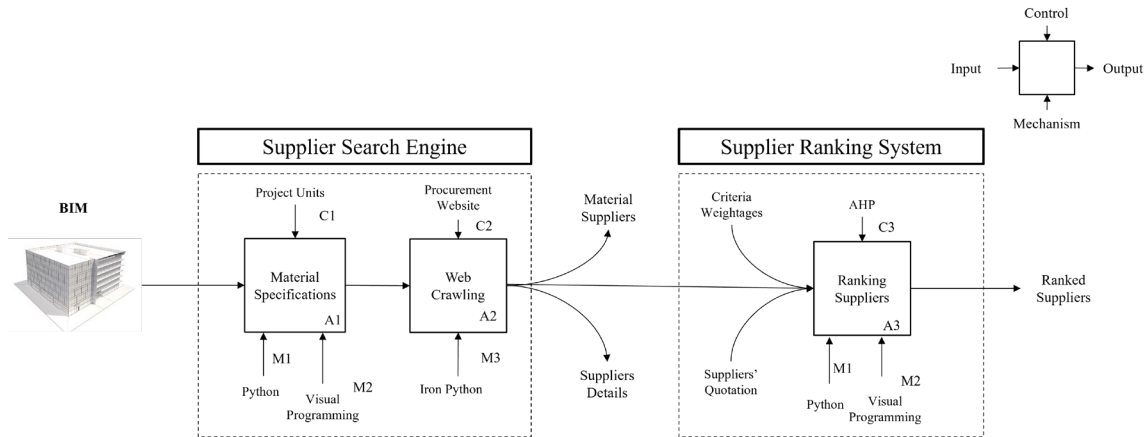 Control
Input
Output
Mechanism
Supplier Search Engine
Supplier Ranking System
BIM
Project Units
C1
Procurement
Website
C2
Material
Specifications
A1
Web
Crawling
A2
M1
Python
M2
Visual
Programming
M3
Iron Python
Material
Suppliers
Suppliers
Details
Criteria
Weightages
AHP
C3
Ranking
Suppliers
A3
Suppliers'
Quotation
M1
Python
M2
Visual
Programming
Ranked
Suppliers